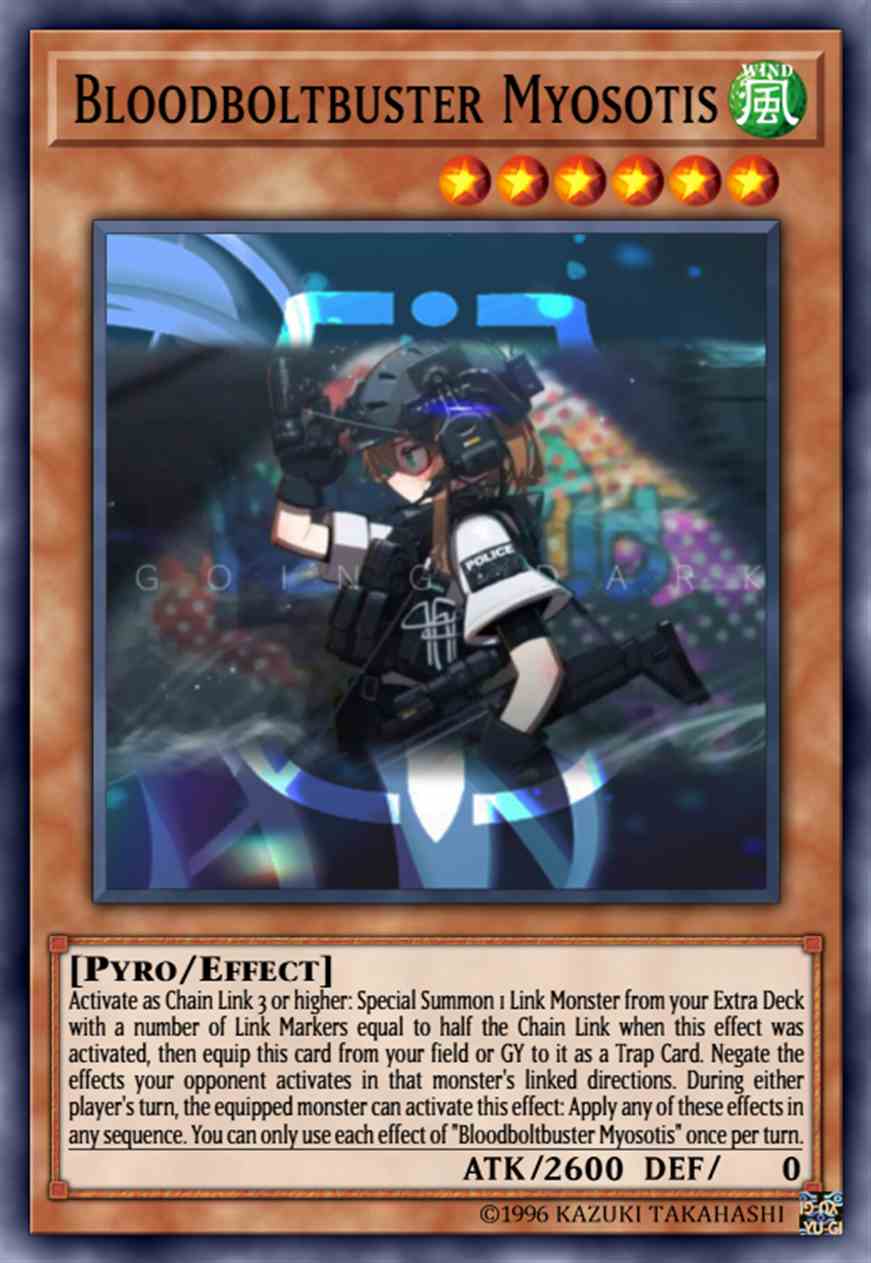 Bloodboltbuster Myosotis
WIND
風
POLICE
GOING DARK
[Pyro/Effect]
Activate as Chain Link 3 or higher: Special Summon 1 Link Monster from your Extra Deck
with a number of Link Markers equal to half the Chain Link when this effect was
activated, then equip this card from your field or GY to it as a Trap Card. Negate the
effects your opponent activates in that monster's linked directions. During either
player's turn, the equipped monster can activate this effect: Apply any of these effects in
any sequence. You can only use each effect of "Bloodboltbuster Myosotis" once per turn.
ATK/2600 DEF/ 0
©1996 KAZUKI TAKAHASHI